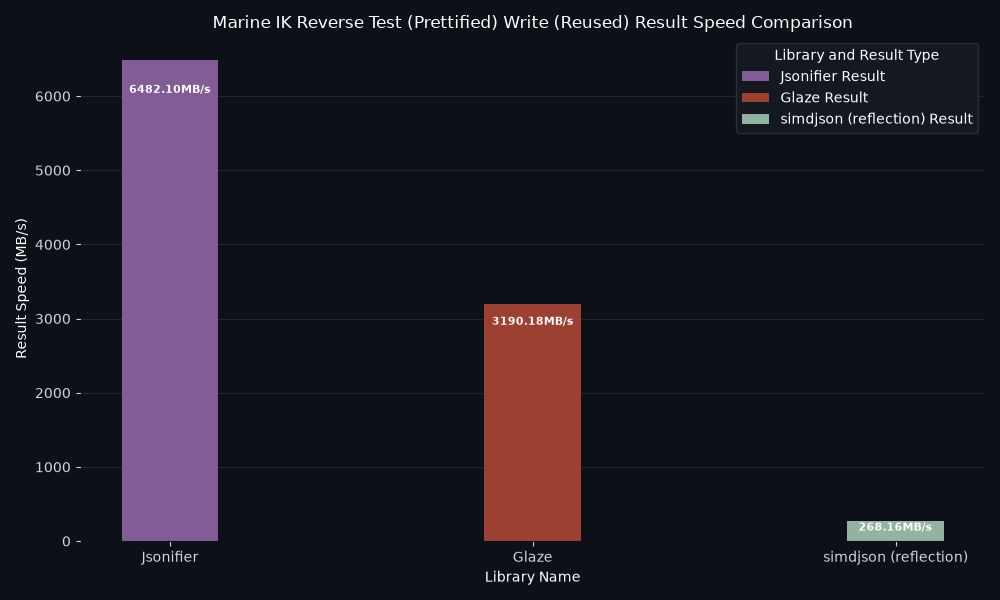 Marine IK Reverse Test (Prettified) Write (Reused) Result Speed Comparison
Library and Result Type
Jsonifier Result
Glaze Result
simdjson (reflection) Result
6482.10MB/s
3190.18MB/s
268.16MB/s
Result Speed (MB/s)
6000
5000
4000
3000
2000
1000
0
Jsonifier
Glaze
simdjson (reflection)
Library Name